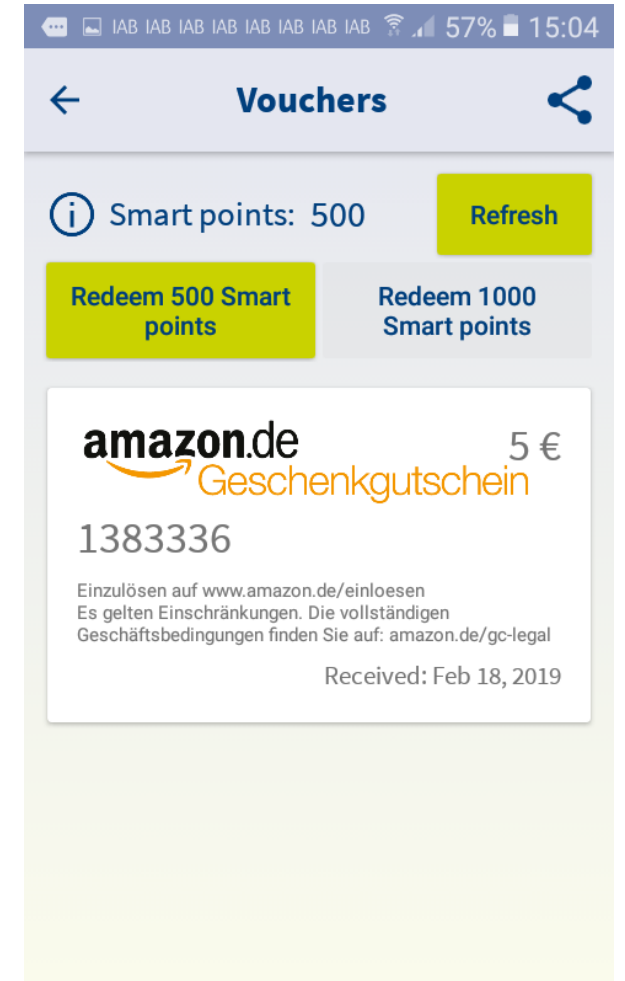 IAB IAB IAB IAB IAB IAB IAB IAB 57% 15:04
Vouchers
Smart points: 500
Refresh
Redeem 500 Smart
points
Redeem 1000
Smart points
amazon.de
5 €
Geschenkgutschein
1383336
Einzulösen auf www.amazon.de/einloesen
Es gelten Einschränkungen. Die vollständigen
Geschäftsbedingungen finden Sie auf: amazon.de/gc-legal
Received: Feb 18, 2019